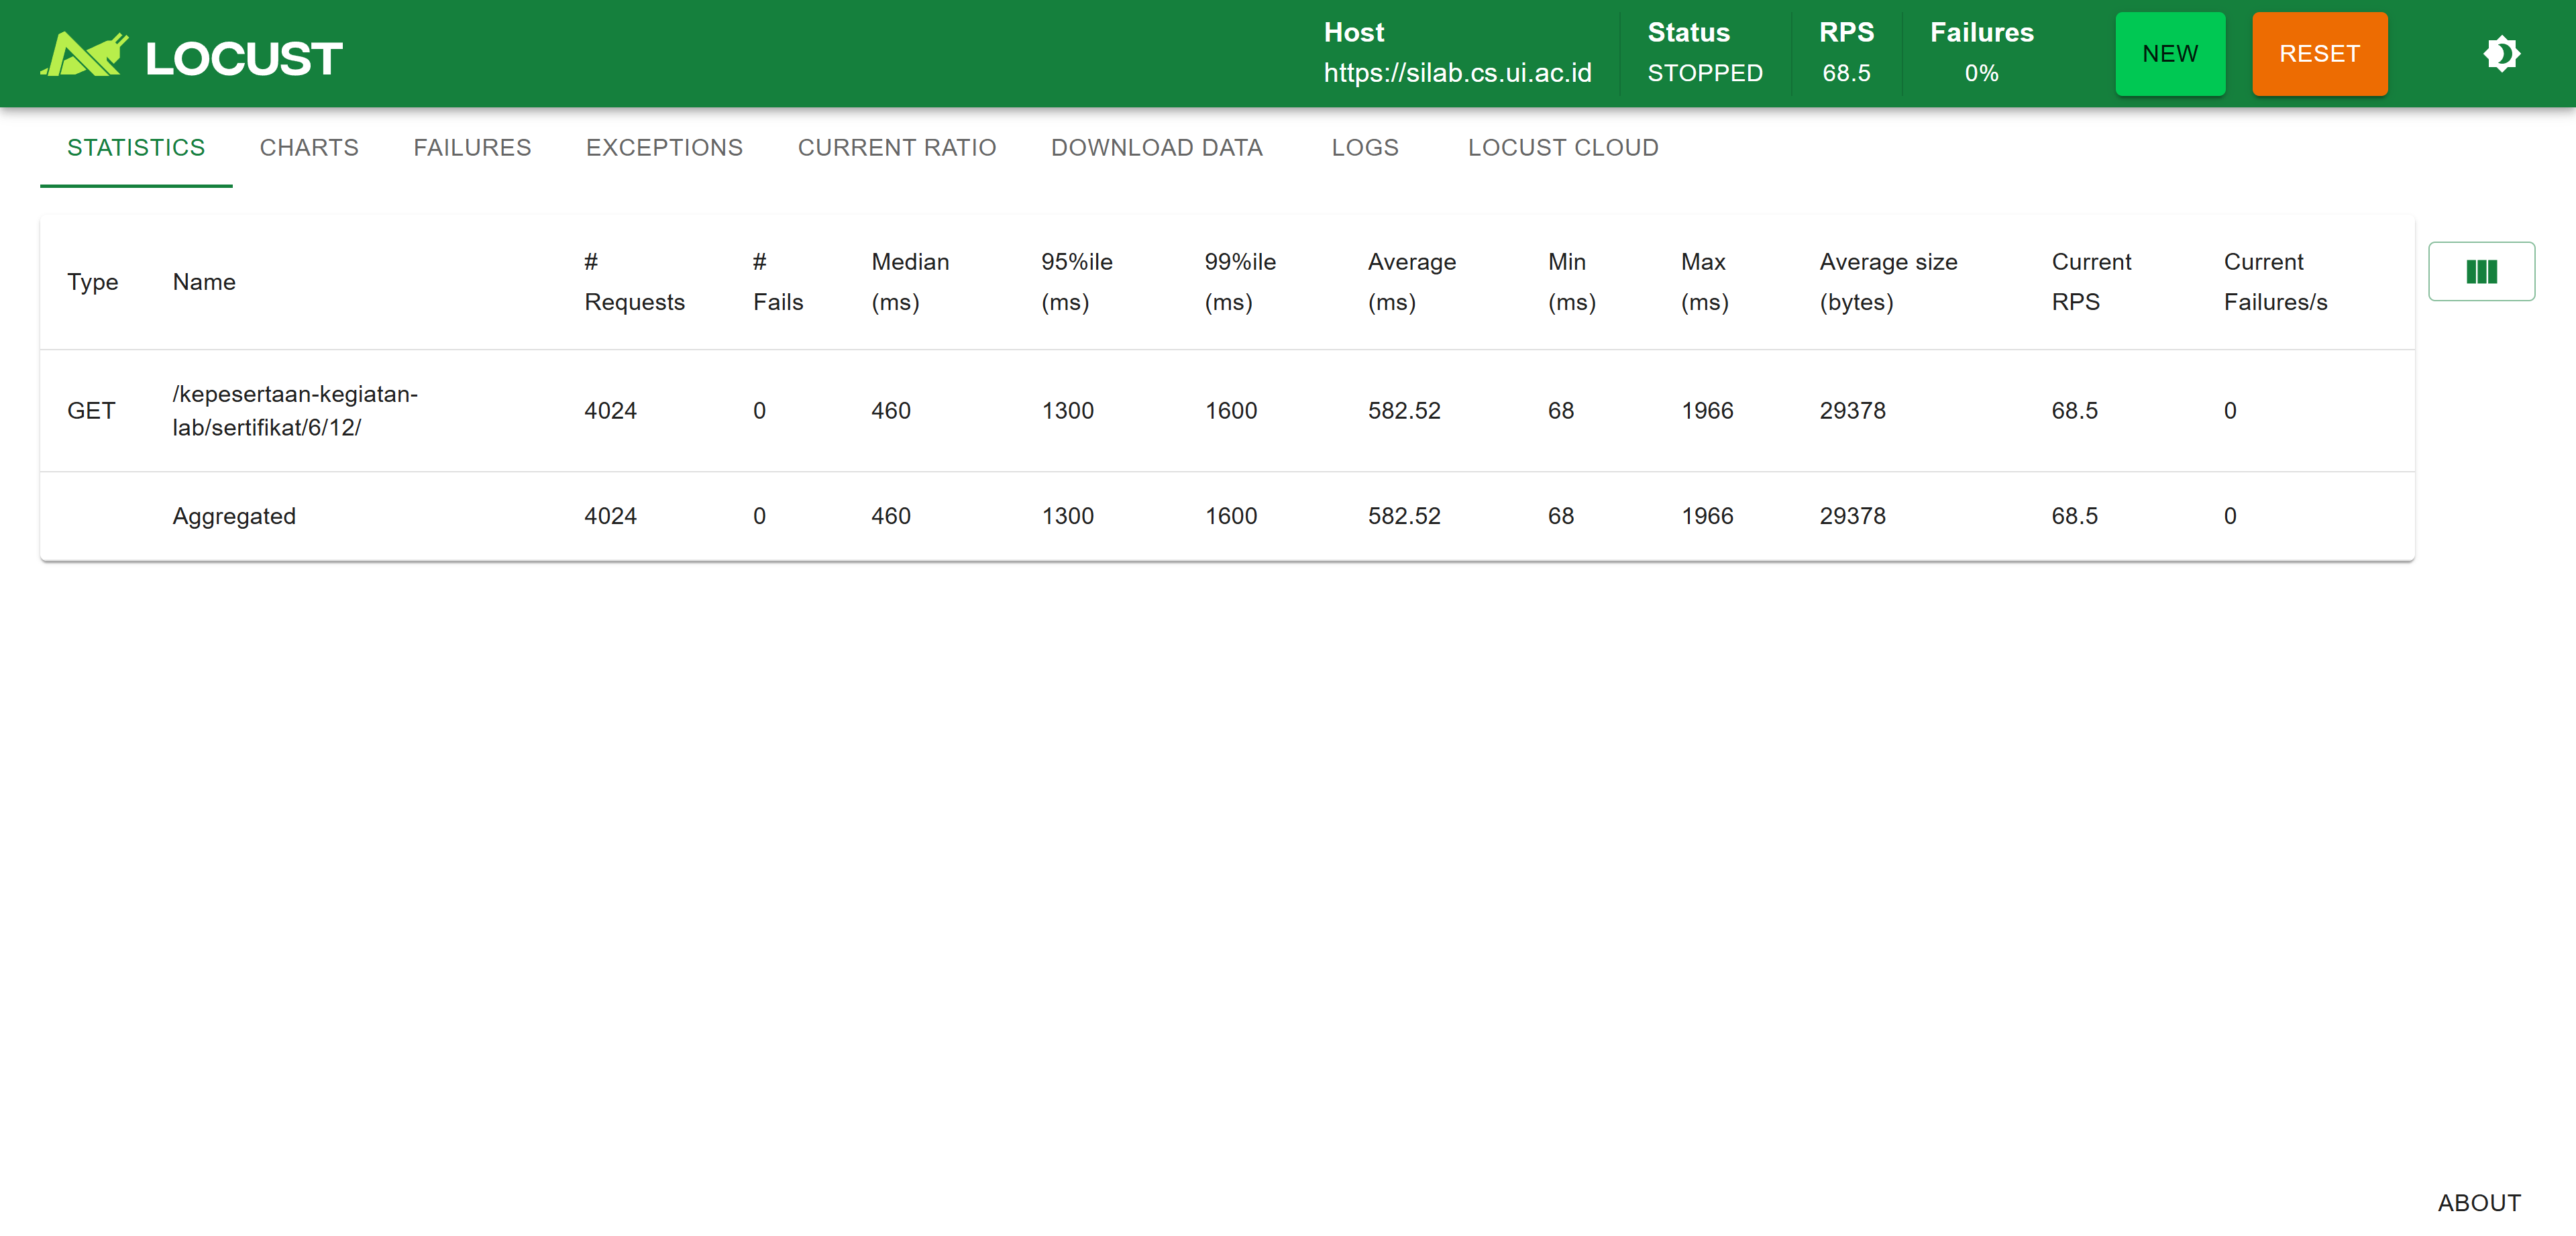 LOCUST
Host
https://silab.cs.ui.ac.id
Status
STOPPED
RPS
68.5
Failures
0%
NEW
RESET
STATISTICS CHARTS FAILURES EXCEPTIONS CURRENT RATIO DOWNLOAD DATA LOGS LOCUST CLOUD
Type Name # Requests # Fails Median (ms) 95%ile (ms) 99%ile (ms) Average (ms) Min (ms) Max (ms) Average size (bytes) Current RPS Current Failures/s
GET /kepesertaan-kegiatan-
lab/sertifikat/6/12/ 4024 0 460 1300 1600 582.52 68 1966 29378 68.5 0
Aggregated 4024 0 460 1300 1600 582.52 68 1966 29378 68.5 0
ABOUT